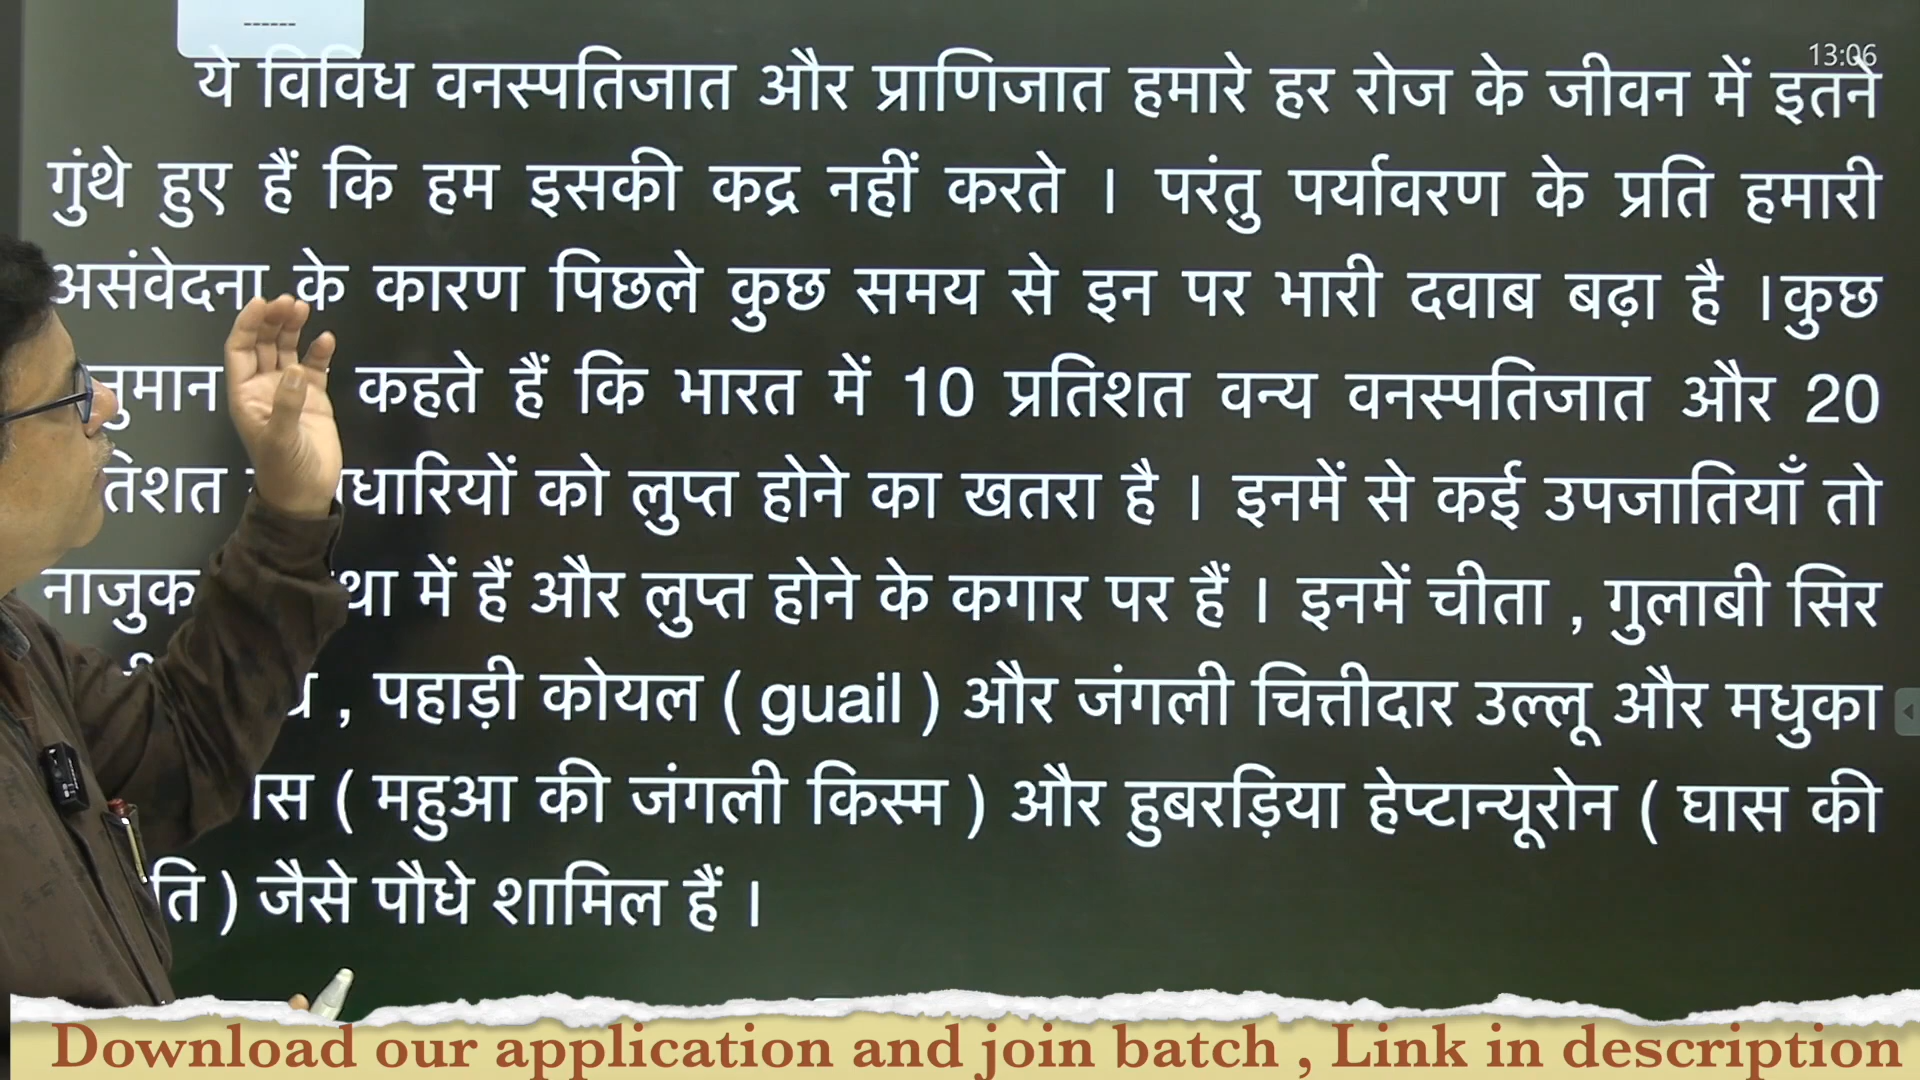 ------
13:06
ये विविध वनस्पतिजात और प्राणिजात हमारे हर रोज के जीवन में इतने
गुंथे हुए हैं कि हम इसकी कद्र नहीं करते । परंतु पर्यावरण के प्रति हमारी
असंवेदना के कारण पिछले कुछ समय से इन पर भारी दवाब बढ़ा है ।कुछ
कहते हैं कि भारत में 10 प्रतिशत वन्य वनस्पतिजात और 20
को लुप्त होने का खतरा है । इनमें से कई उपजातियाँ तो
नाजुक में हैं और लुप्त होने के कगार पर हैं । इनमें चीता , गुलाबी सिर
, पहाड़ी कोयल ( guail ) और जंगली चित्तीदार उल्लू और मधुका
( महुआ की जंगली किस्म ) और हुबरड़िया हेप्टान्यूरोन ( घास की
) जैसे पौधे शामिल हैं ।
Download our application and join batch , Link in description